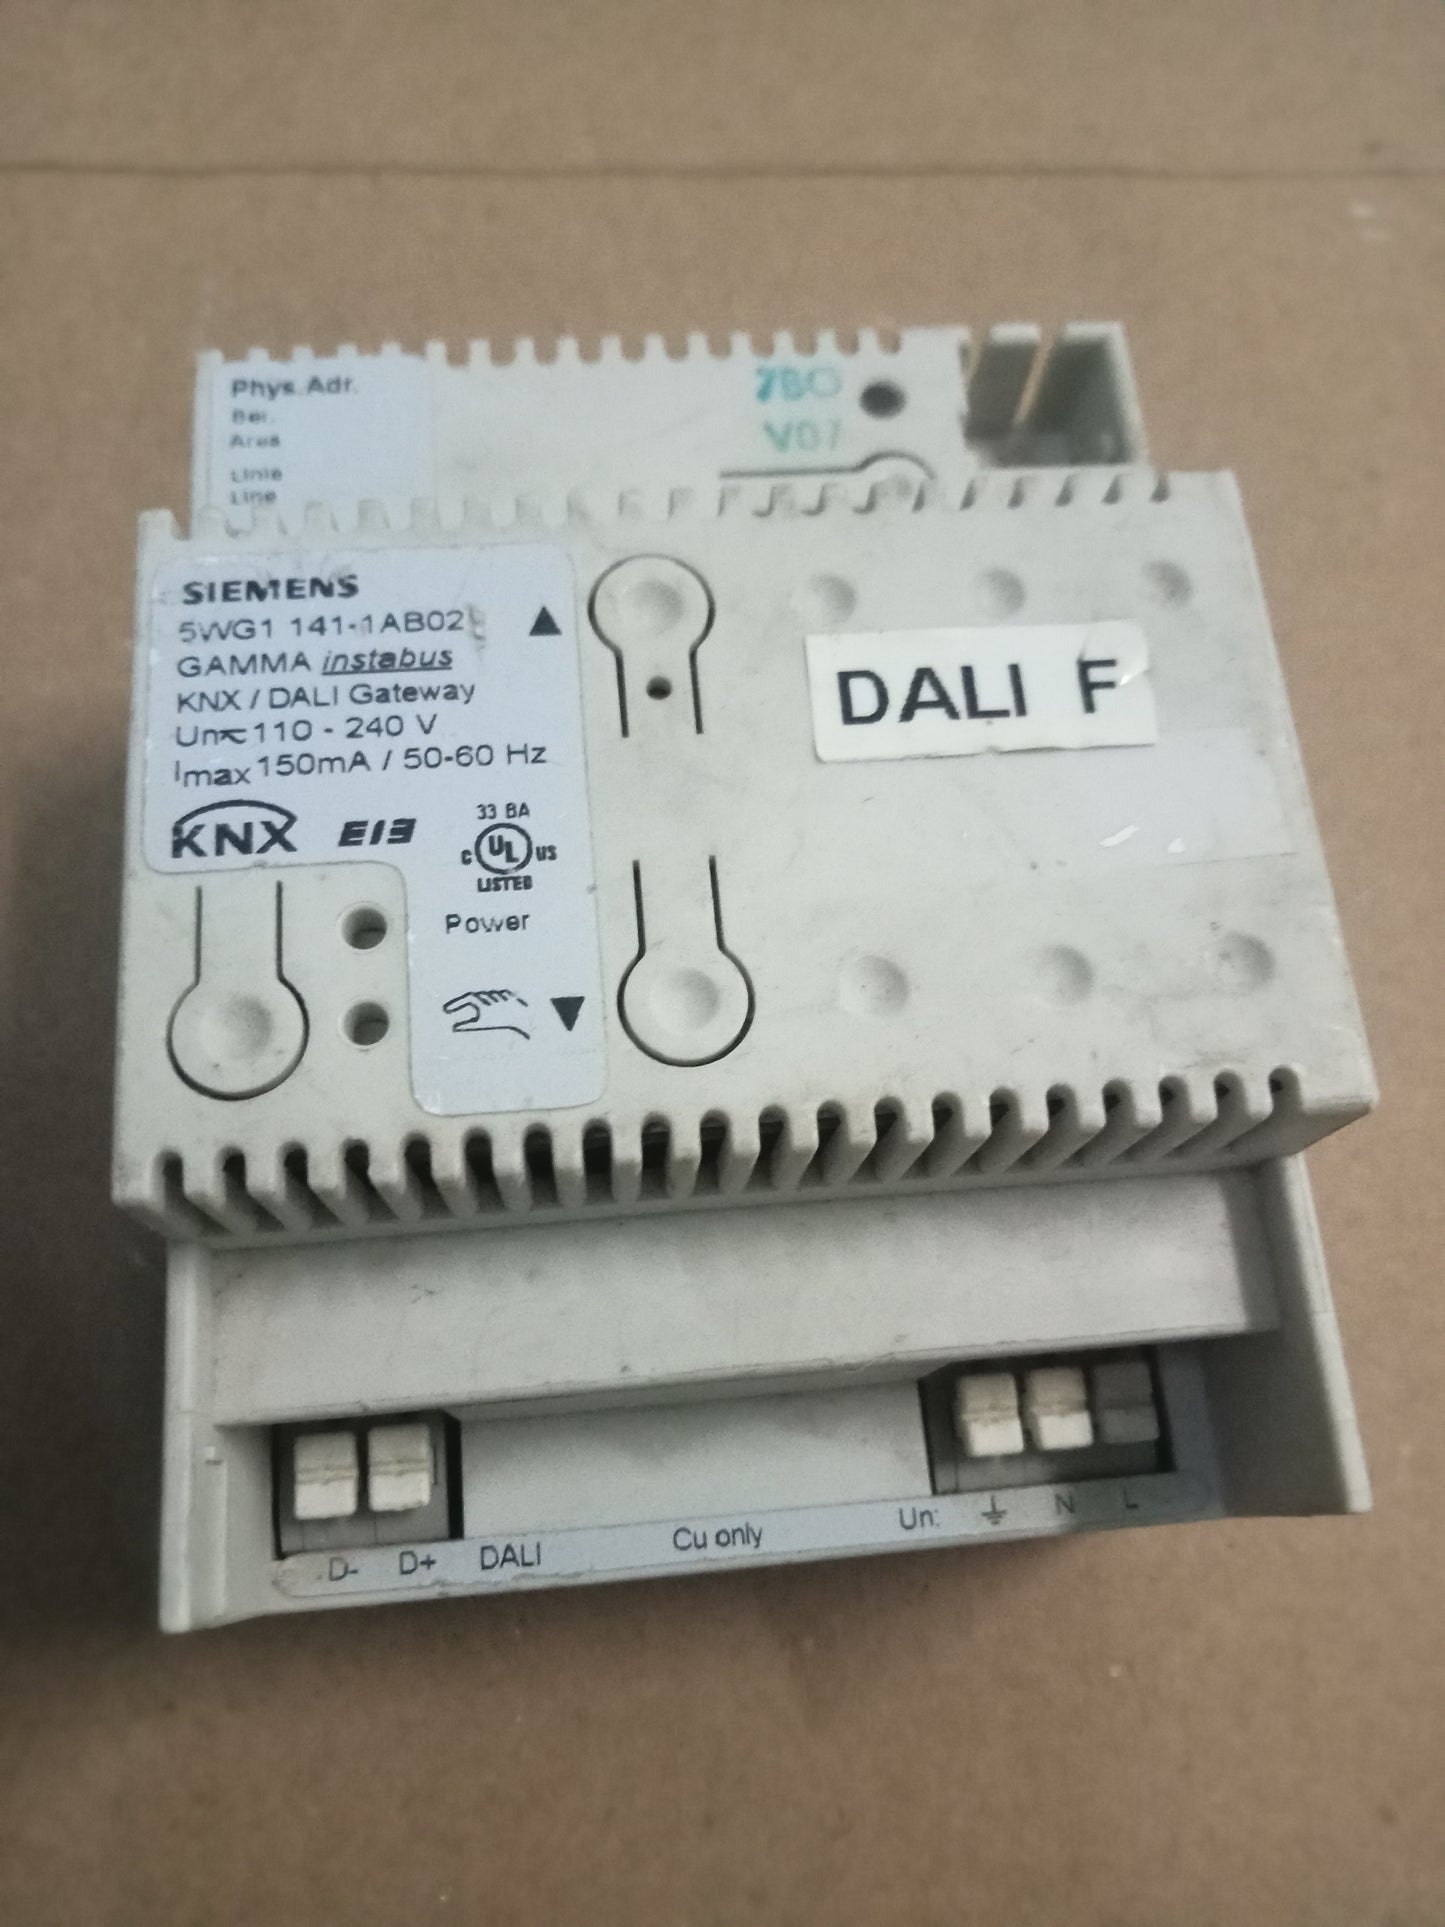 Phys.Adr.
Ber.
Area
Linie
Line
7BO
V07
SIEMENS
5WG1 141-1AB02
GAMMA instabus
KNX / DALI Gateway
Un≂110 - 240 V
Imax 150mA / 50-60 Hz
KNX EIB
33 BA
C UL US
LISTED
Power
DALI F
D- D+ DALI Cu only Un: ⏚ N L